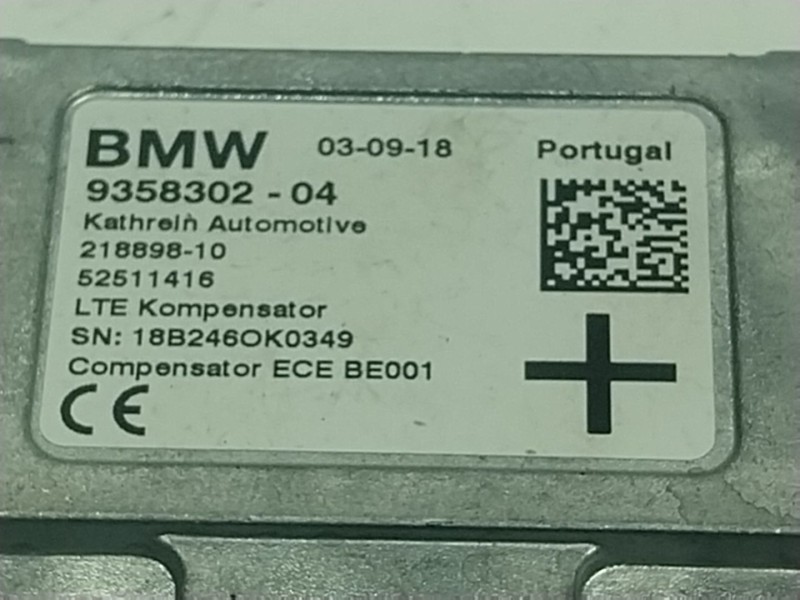 BMW 03-09-18 Portugal
9358302 - 04
Kathrein Automotive
218898-10
52511416
LTE Kompensator
SN: 18B246OK0349
Compensator ECE BE001
CE